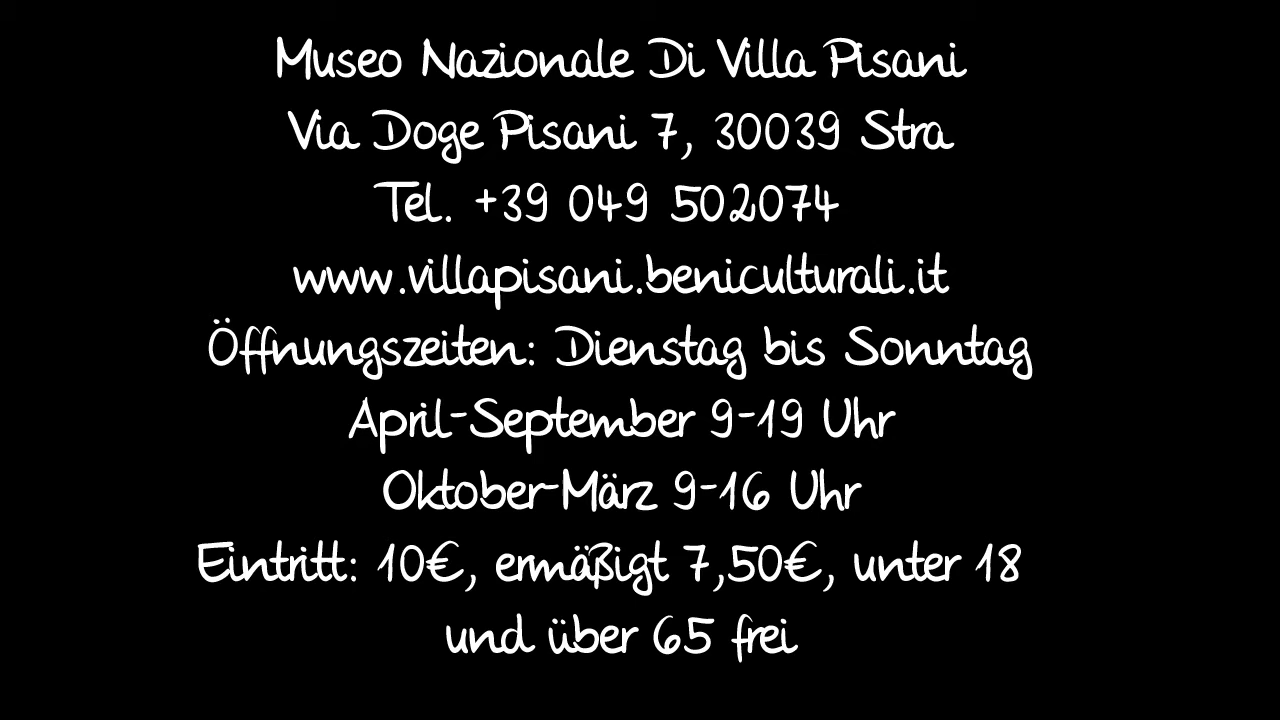 Museo Nazionale Di Villa Pisani
Via Doge Pisani 7, 30039 Stra
Tel. +39 049 502074
www.villapisani.beniculturali.it
Öffnungszeiten: Dienstag bis Sonntag
April-September 9-19 Uhr
Oktober-März 9-16 Uhr
Eintritt: 10€, ermäßigt 7,50€, unter 18
und über 65 frei